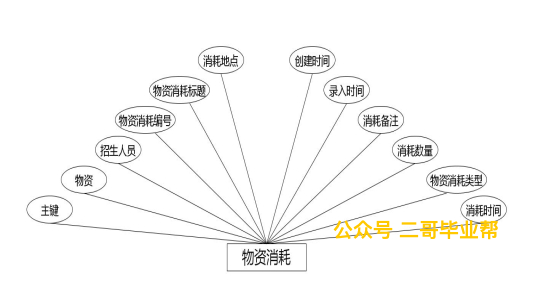 消耗地点
创建时间
物资消耗标题
录入时间
物资消耗编号
消耗备注
招生人员
消耗数量
物资
物资消耗类型
主键
消耗时间
公众号 二哥毕业帮
物资消耗